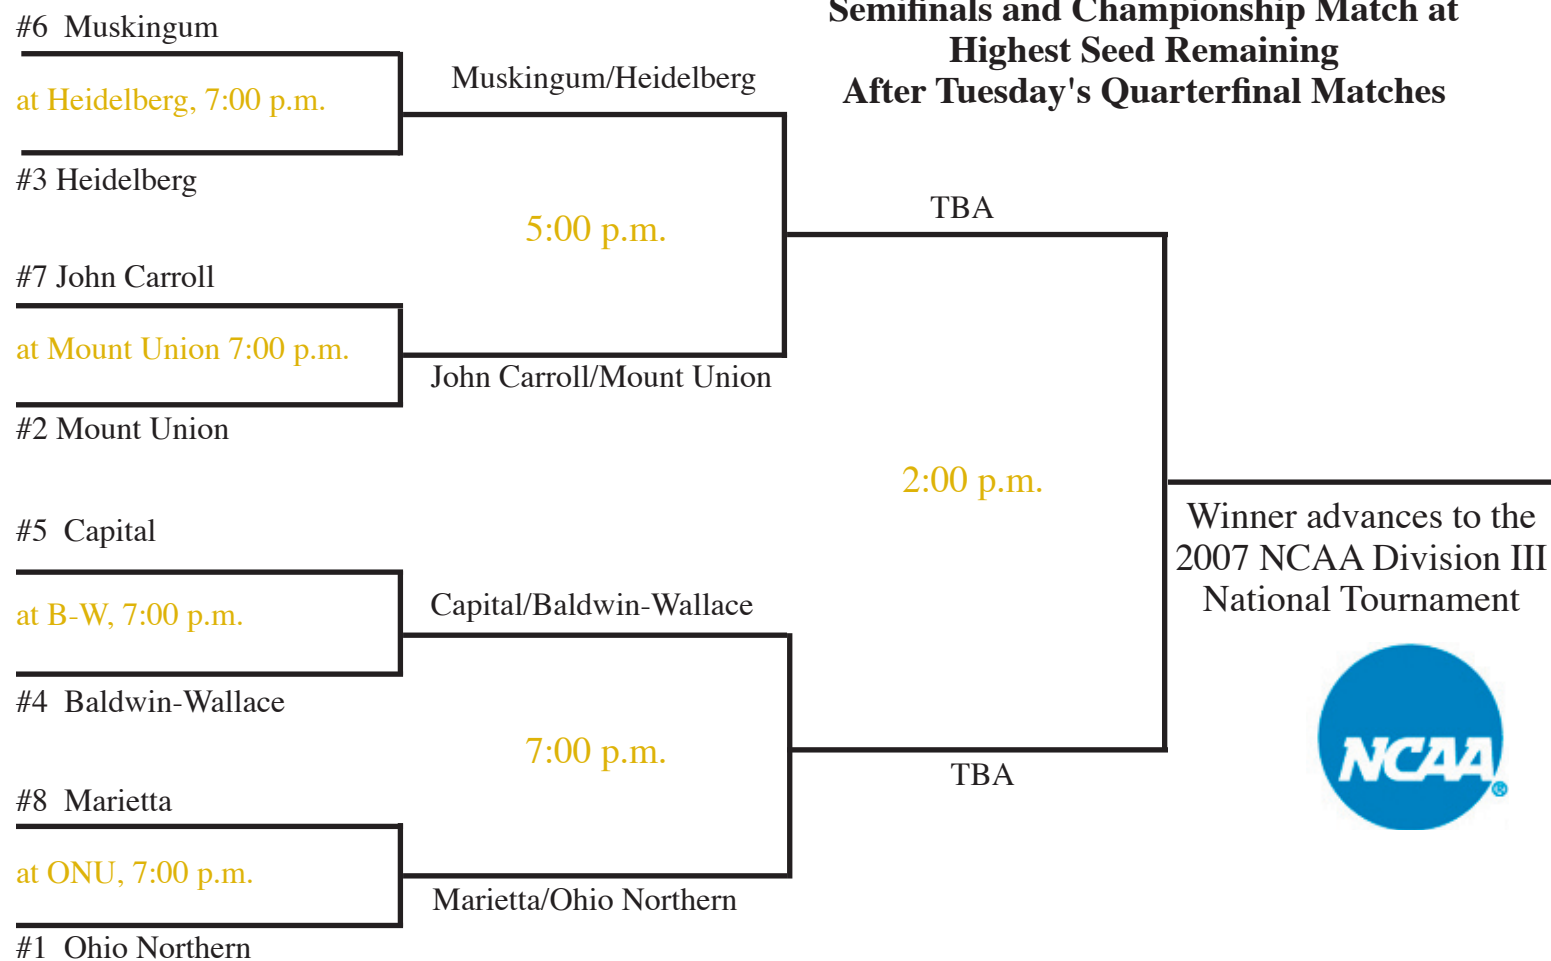 Semifinals and Championship Match at
Highest Seed Remaining
After Tuesday's Quarterfinal Matches
#6 Muskingum
at Heidelberg, 7:00 p.m.
#3 Heidelberg
Muskingum/Heidelberg
5:00 p.m.
#7 John Carroll
at Mount Union 7:00 p.m.
#2 Mount Union
John Carroll/Mount Union
TBA
2:00 p.m.
#5 Capital
at B-W, 7:00 p.m.
#4 Baldwin-Wallace
Capital/Baldwin-Wallace
7:00 p.m.
#8 Marietta
at ONU, 7:00 p.m.
#1 Ohio Northern
Marietta/Ohio Northern
TBA
Winner advances to the
2007 NCAA Division III
National Tournament
NCAA®